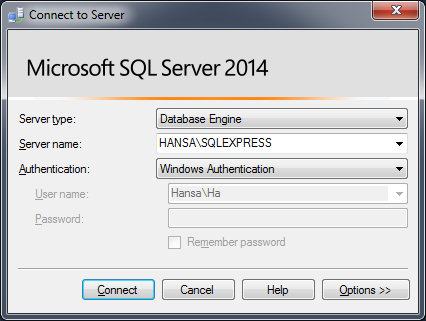 Connect to Server
Microsoft SQL Server 2014
Server type: Database Engine
Server name: HANSA\SQLEXPRESS
Authentication: Windows Authentication
User name: Hansa\Ha
Password:
Remember password
Connect Cancel Help Options >>